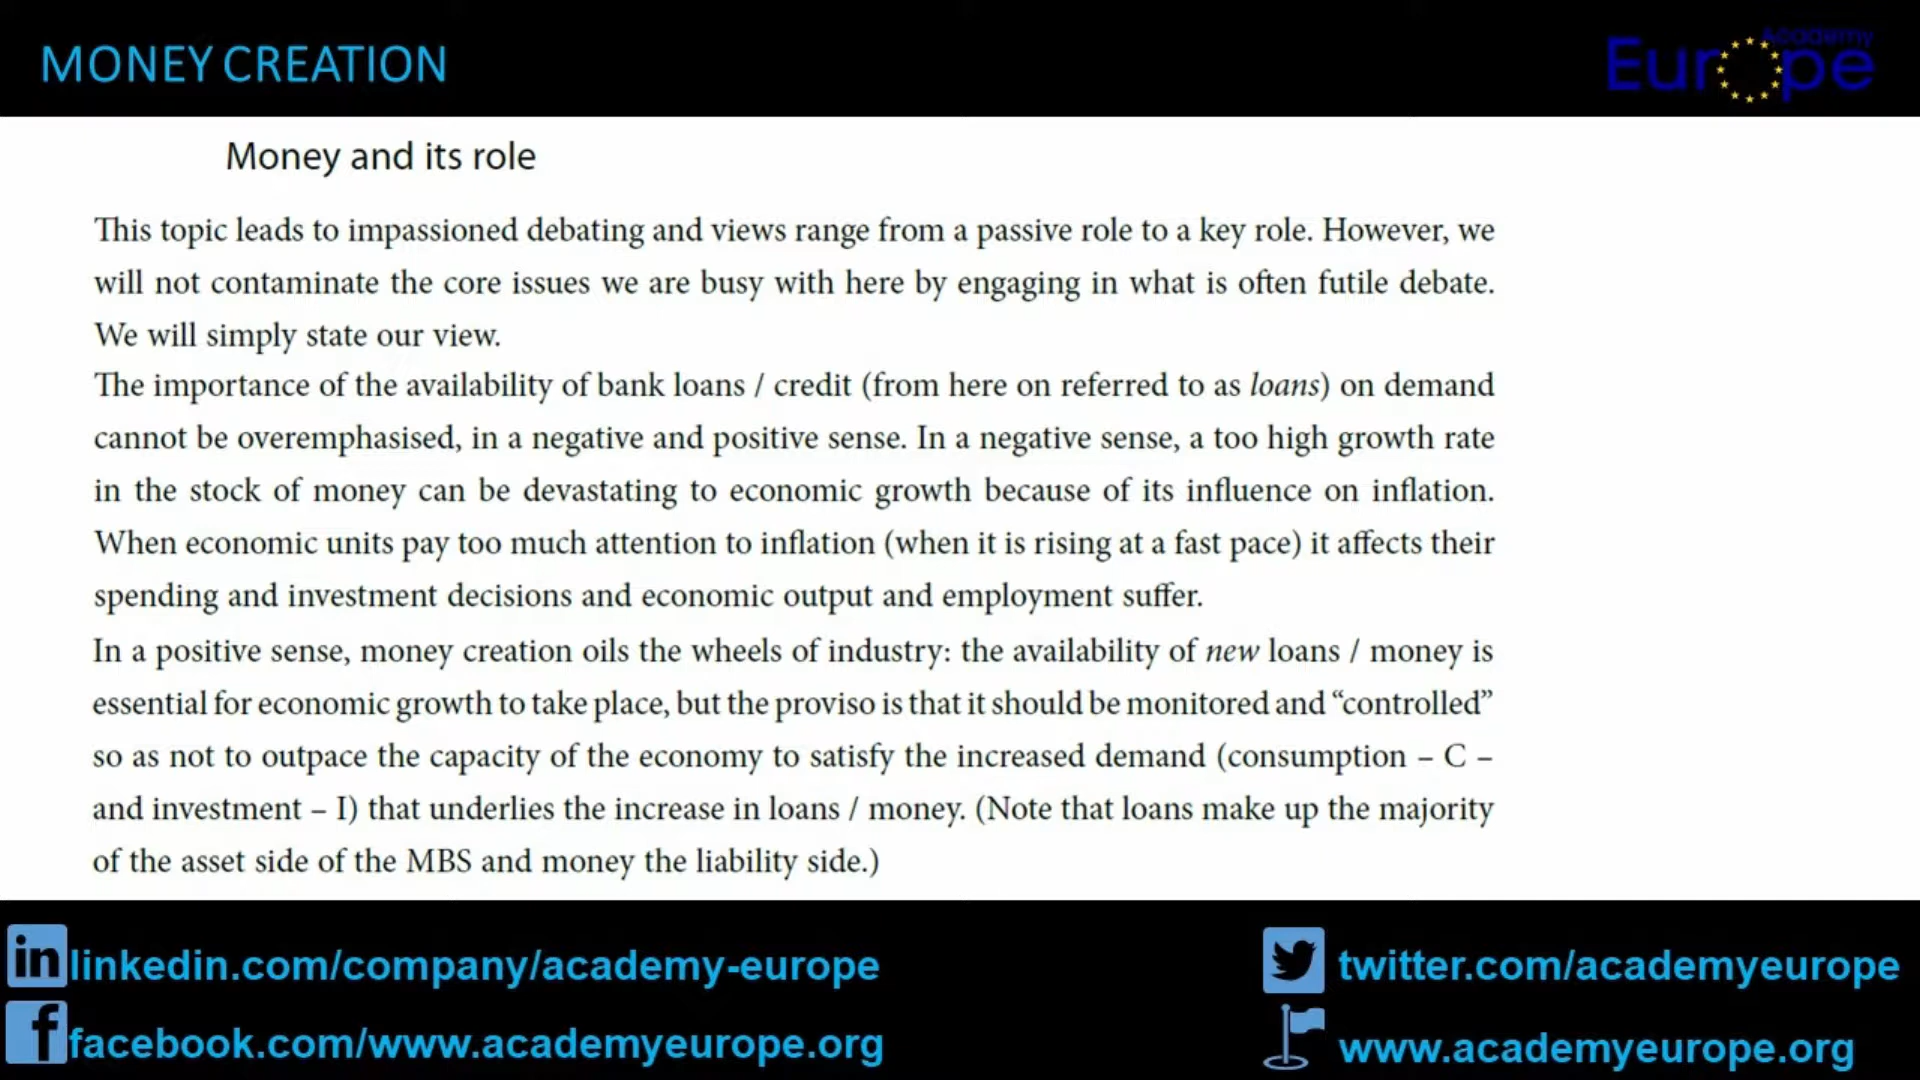 MONEY CREATION
Academy
Europe
Money and its role
This topic leads to impassioned debating and views range from a passive role to a key role. However, we
will not contaminate the core issues we are busy with here by engaging in what is often futile debate.
We will simply state our view.
The importance of the availability of bank loans / credit (from here on referred to as loans) on demand
cannot be overemphasised, in a negative and positive sense. In a negative sense, a too high growth rate
in the stock of money can be devastating to economic growth because of its influence on inflation.
When economic units pay too much attention to inflation (when it is rising at a fast pace) it affects their
spending and investment decisions and economic output and employment suffer.
In a positive sense, money creation oils the wheels of industry: the availability of new loans / money is
essential for economic growth to take place, but the proviso is that it should be monitored and “controlled”
so as not to outpace the capacity of the economy to satisfy the increased demand (consumption – C –
and investment – I) that underlies the increase in loans / money. (Note that loans make up the majority
of the asset side of the MBS and money the liability side.)
in linkedin.com/company/academy-europe
twitter.com/academyeurope
f facebook.com/www.academyeurope.org
www.academyeurope.org